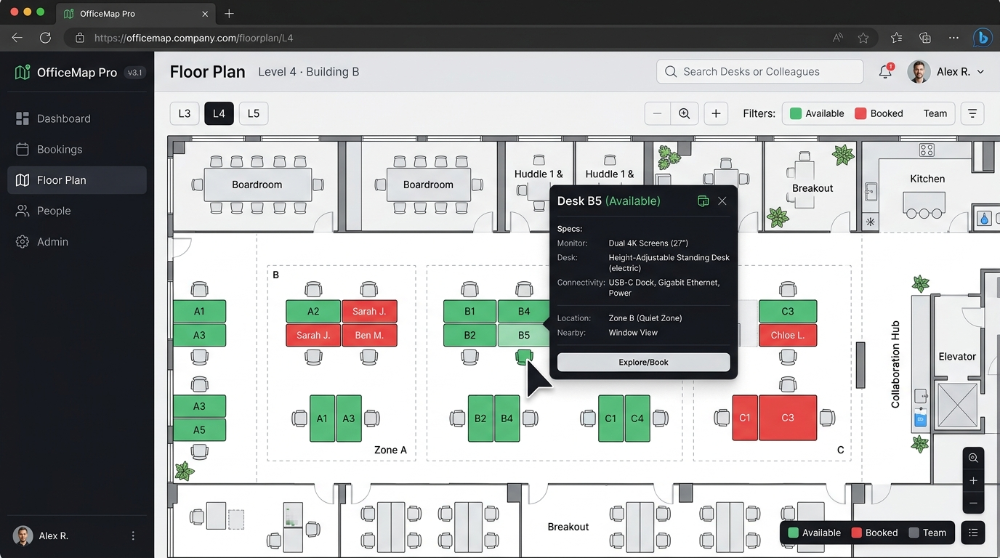 OfficeMap Pro
https://officemap.company.com/floorplan/L4
OfficeMap Pro v3.1
Dashboard
Bookings
Floor Plan
People
Admin
Alex R.
Floor Plan Level 4 · Building B
Search Desks or Colleagues
Alex R.
L3 L4 L5
Filters: Available Booked Team
Boardroom
Boardroom
Huddle 1 &
Huddle 1 &
Breakout
Kitchen
Desk B5 (Available)
Specs:
Monitor: Dual 4K Screens (27")
Desk: Height-Adjustable Standing Desk
(electric)
Connectivity: USB-C Dock, Gigabit Ethernet,
Power
Location: Zone B (Quiet Zone)
Nearby: Window View
Explore/Book
B
A1
A3
A3
A5
A2 Sarah J.
Sarah J. Ben M.
A1 A3
Zone A
B1 B4
B2 B5
B2 B4
C1 C4
C3
Chloe L.
C1 C3
C
Collaboration Hub
Elevator
Breakout
Available Booked Team